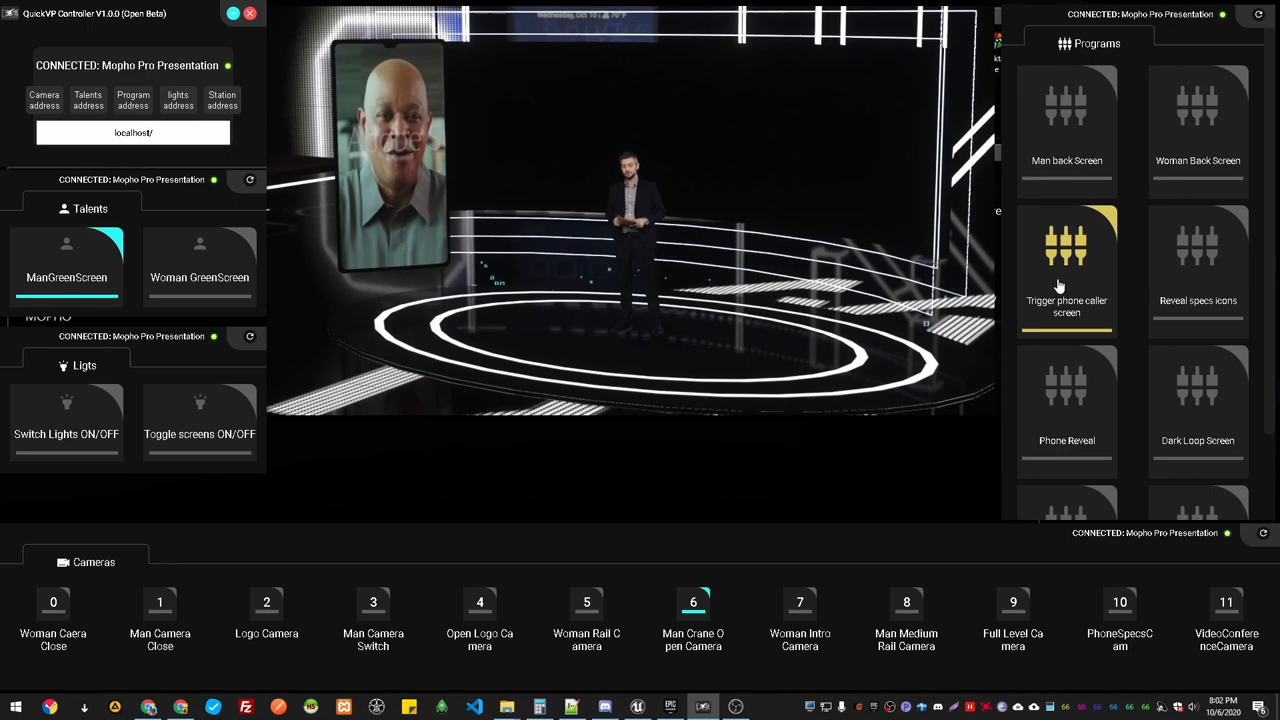 QuickVP Controller V1.0.0 (Open Beta)
CONNECTED: Mopho Pro Presentation
Camera address
Talents address
Program address
lights address
Station address
localhost/
CONNECTED: Mopho Pro Presentation
Talents
ManGreenScreen
Woman GreenScreen
MOPHO
CONNECTED: Mopho Pro Presentation
Ligts
Switch Lights ON/OFF
Toggle screens ON/OFF
Wednesday, Oct 10 | 70°F
CONNECTED: Mopho Pro Presentation
Programs
Man back Screen
Woman Back Screen
Trigger phone caller
screen
Reveal specs icons
Phone Reveal
Dark Loop Screen
CONNECTED: Mopho Pro Presentation
Cameras
0
Woman Caera
Close
1
Man Camera
Close
2
Logo Camera
3
Man Camera
Switch
4
Open Logo Ca
mera
5
Woman Rail C
amera
6
Man Crane O
pen Camera
7
Woman Intro
Camera
8
Man Medium
Rail Camera
9
Full Level Ca
mera
10
PhoneSpecsC
am
11
VideoConfere
nceCamera
8:02 PM
10/6/2020